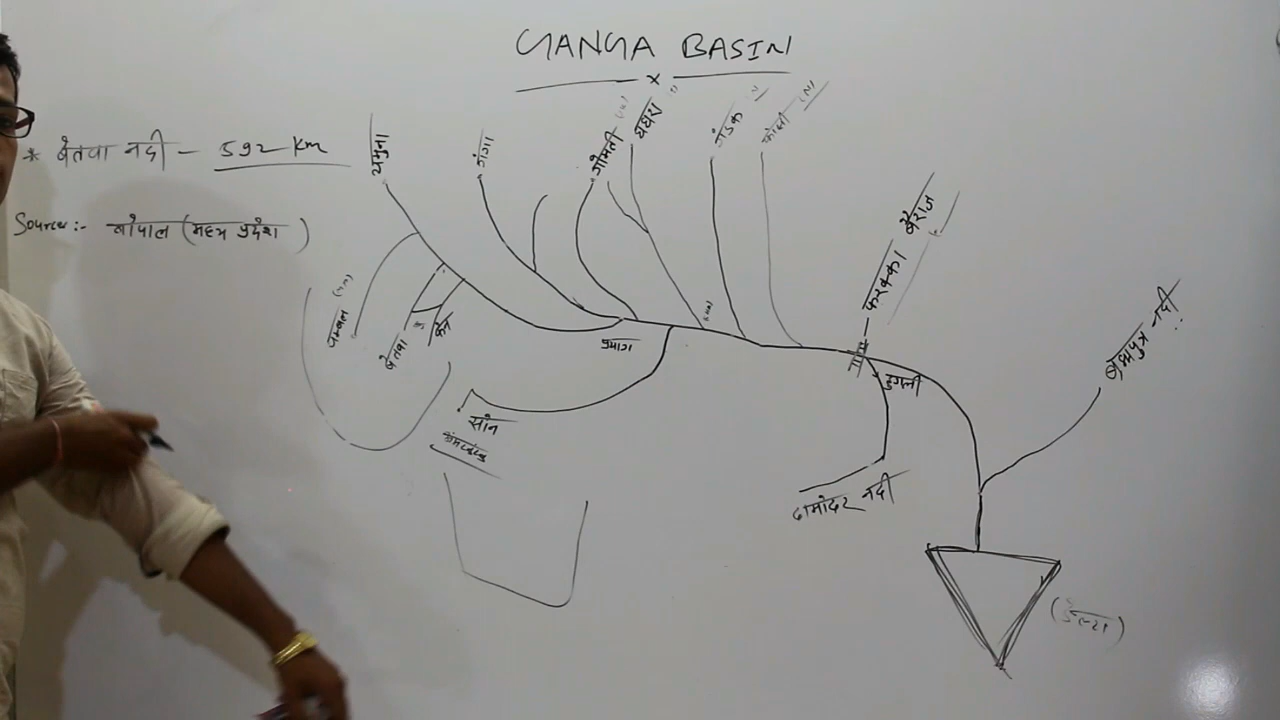 GANGA BASIN
x
* बेतवा नदी - 592 km
Source:- भोपाल (मध्य प्रदेश)
यमुना
गंगा
गोमती
घाघरा
गंडक
कोसी (N)
फरक्का बैराज
ब्रह्मपुत्र नदी
चम्बल
बेतवा
केन
प्रयाग
सोन
हुगली
दामोदर नदी
(डेल्टा)